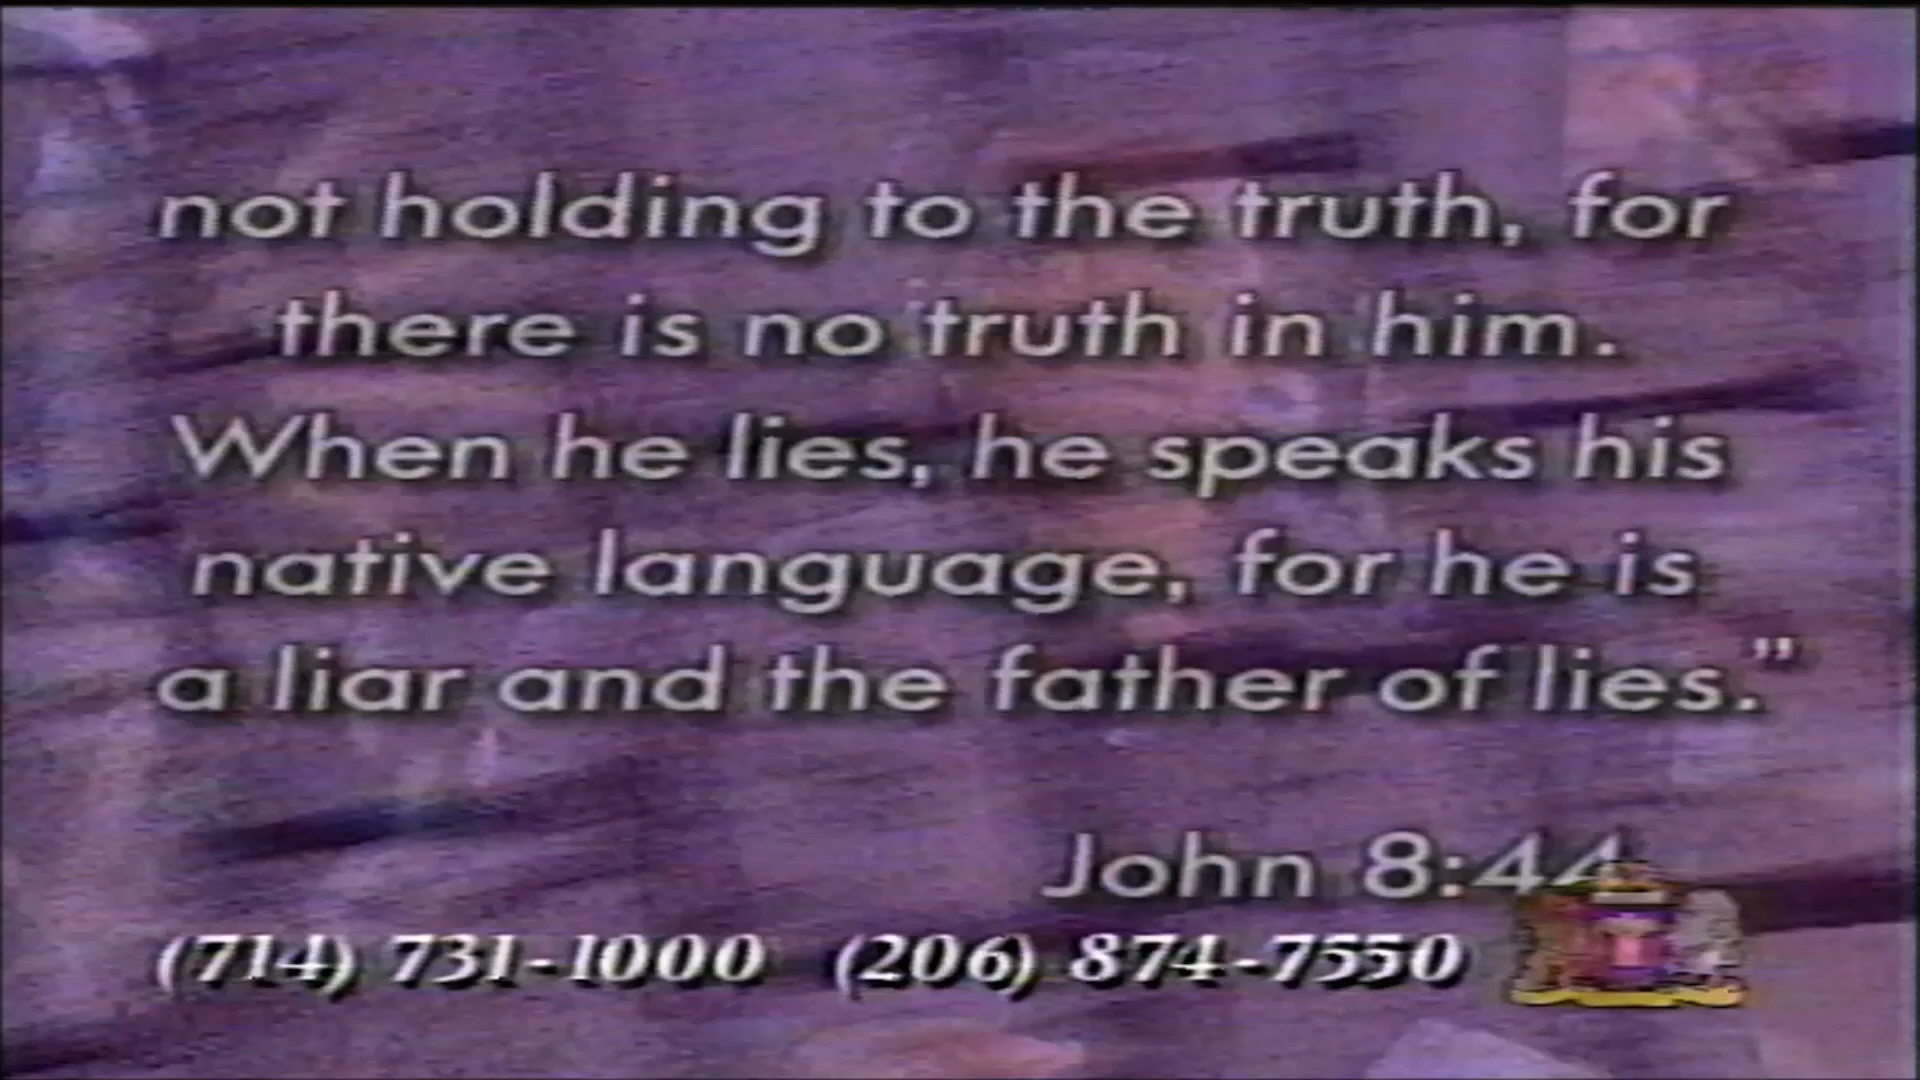 not holding to the truth, for
there is no truth in him.
When he lies, he speaks his
native language, for he is
a liar and the father of lies."
John 8:44
(714) 731-1000 (206) 874-7550